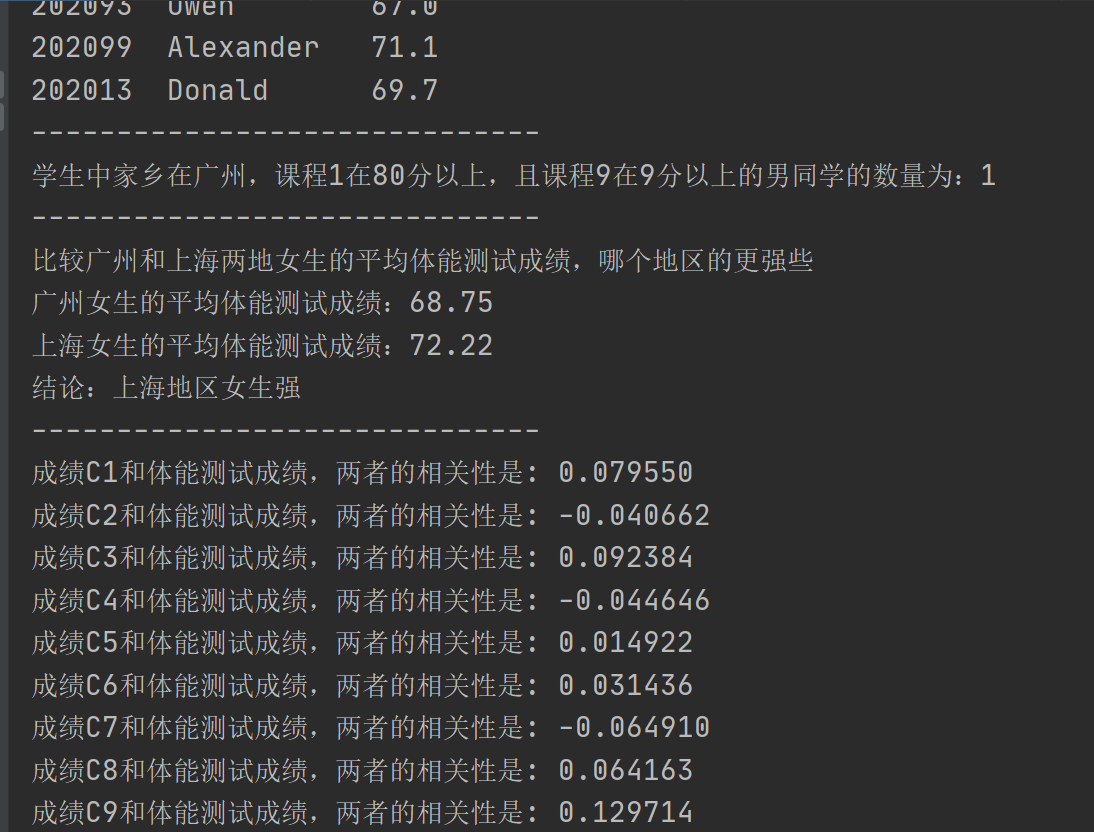 202093  Owen        67.0
202099  Alexander   71.1
202013  Donald      69.7
------------------------------
学生中家乡在广州，课程1在80分以上，且课程9在9分以上的男同学的数量为：1
------------------------------
比较广州和上海两地女生的平均体能测试成绩，哪个地区的更强些
广州女生的平均体能测试成绩：68.75
上海女生的平均体能测试成绩：72.22
结论：上海地区女生强
------------------------------
成绩C1和体能测试成绩，两者的相关性是: 0.079550
成绩C2和体能测试成绩，两者的相关性是: -0.040662
成绩C3和体能测试成绩，两者的相关性是: 0.092384
成绩C4和体能测试成绩，两者的相关性是: -0.044646
成绩C5和体能测试成绩，两者的相关性是: 0.014922
成绩C6和体能测试成绩，两者的相关性是: 0.031436
成绩C7和体能测试成绩，两者的相关性是: -0.064910
成绩C8和体能测试成绩，两者的相关性是: 0.064163
成绩C9和体能测试成绩，两者的相关性是: 0.129714